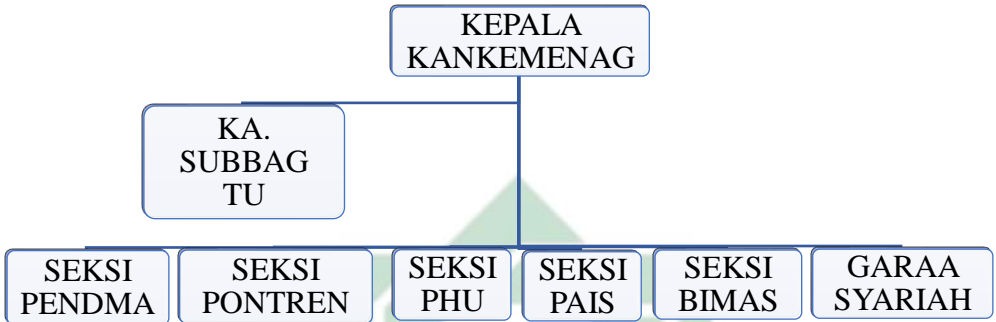 KEPALA
KANKEMENAG
KA.
SUBBAG
TU
SEKSI
PENDMA
SEKSI
PONTREN
SEKSI
PHU
SEKSI
PAIS
SEKSI
BIMAS
GARAA
SYARIAH